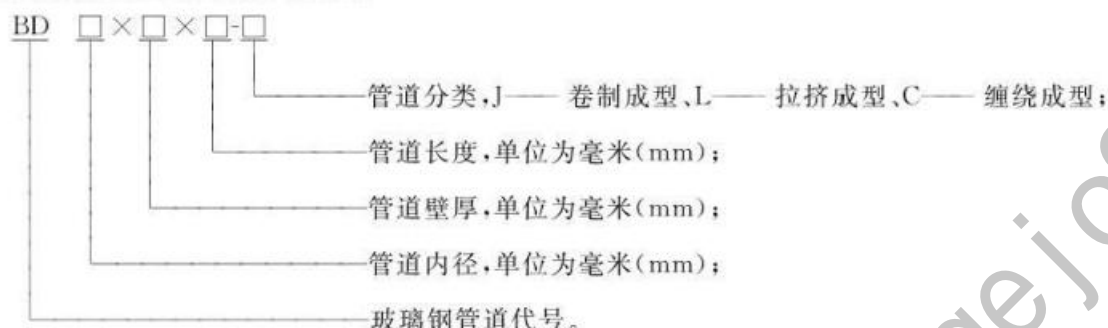 BD □×□×□-□
管道分类,J—— 卷制成型、L—— 拉挤成型、C—— 缠绕成型;
管道长度,单位为毫米(mm);
管道壁厚,单位为毫米(mm);
管道内径,单位为毫米(mm);
玻璃钢管道代号。